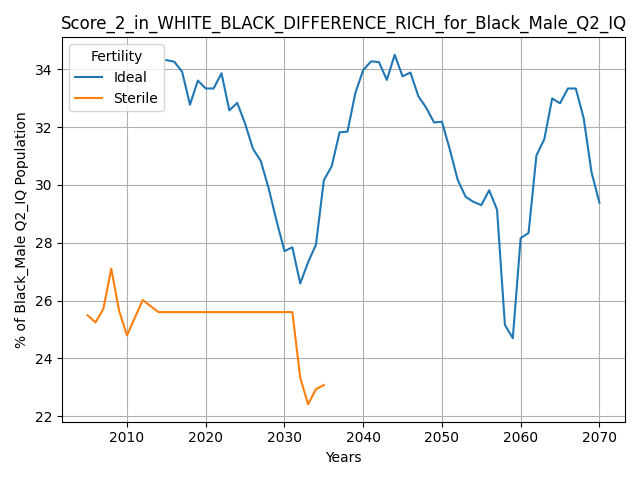 Score_2_in_WHITE_BLACK_DIFFERENCE_RICH_for_Black_Male_Q2_IQ
Fertility
Ideal
Sterile
34
32
30
28
26
24
22
% of Black_Male Q2_IQ Population
2010 2020 2030 2040 2050 2060 2070
Years